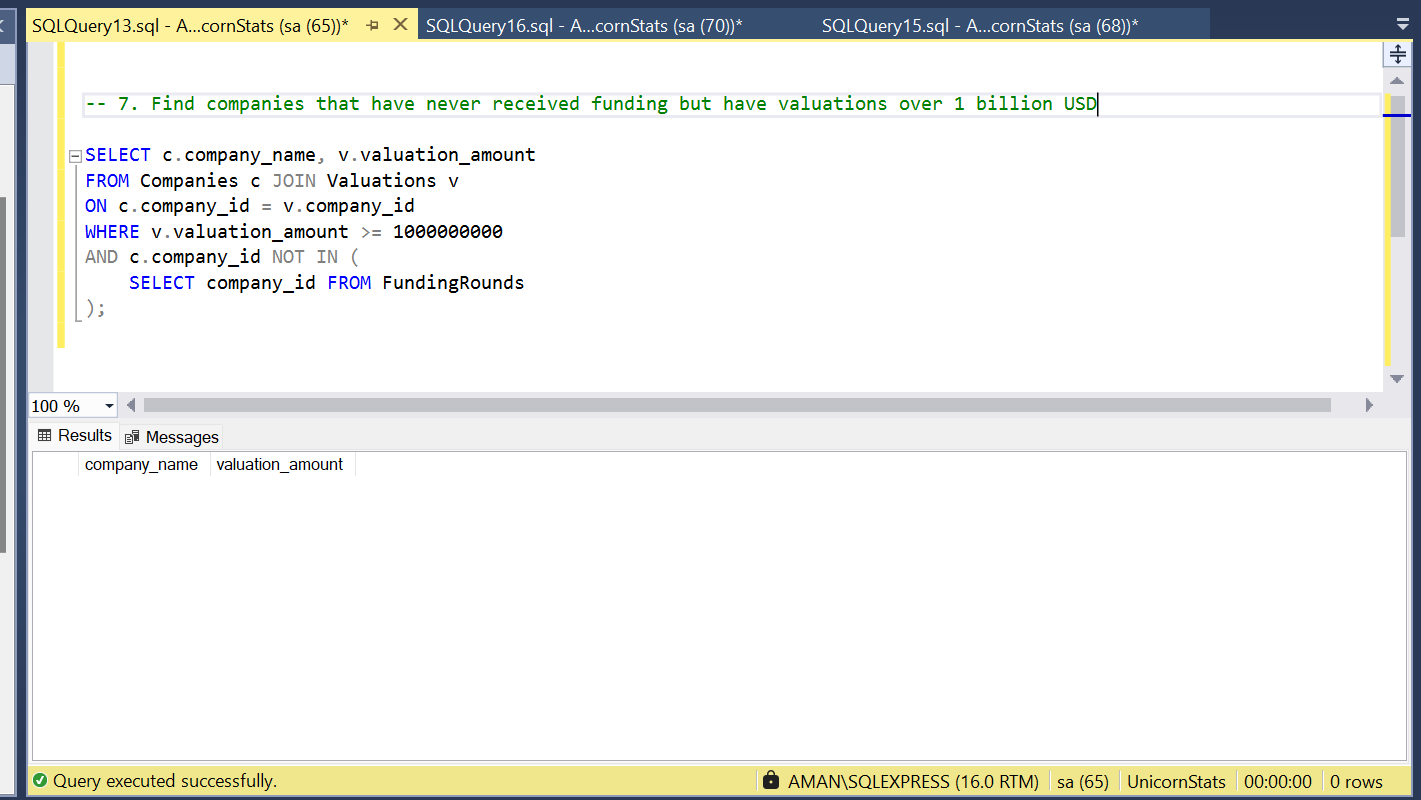 SQLQuery13.sql - A...cornStats (sa (65))* SQLQuery16.sql - A...cornStats (sa (70))* SQLQuery15.sql - A...cornStats (sa (68))*
-- 7. Find companies that have never received funding but have valuations over 1 billion USD
SELECT c.company_name, v.valuation_amount
FROM Companies c JOIN Valuations v
ON c.company_id = v.company_id
WHERE v.valuation_amount >= 1000000000
AND c.company_id NOT IN (
SELECT company_id FROM FundingRounds
);
100 %
Results Messages
company_name valuation_amount
Query executed successfully. AMAN\SQLEXPRESS (16.0 RTM) sa (65) UnicornStats 00:00:00 0 rows